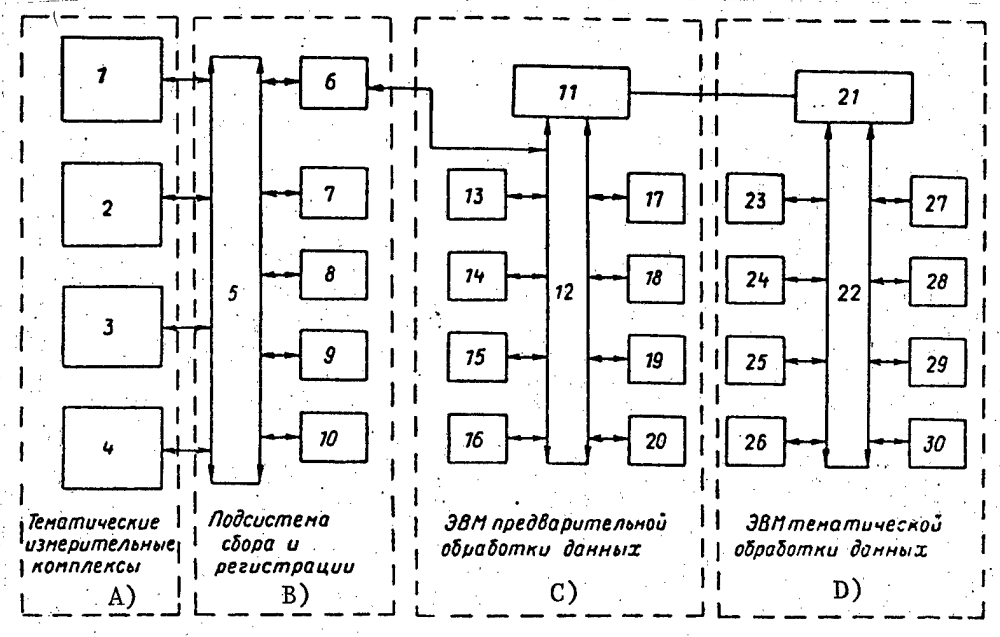 1
2
3
4
Тематические
измерительные
комплексы
A)
5
6
7
8
9
10
Подсистема
сбора и
регистрации
B)
11
12
13
14
15
16
17
18
19
20
ЭВМ предварительной
обработки данных
C)
21
22
23
24
25
26
27
28
29
30
ЭВМ тематической
обработки данных
D)